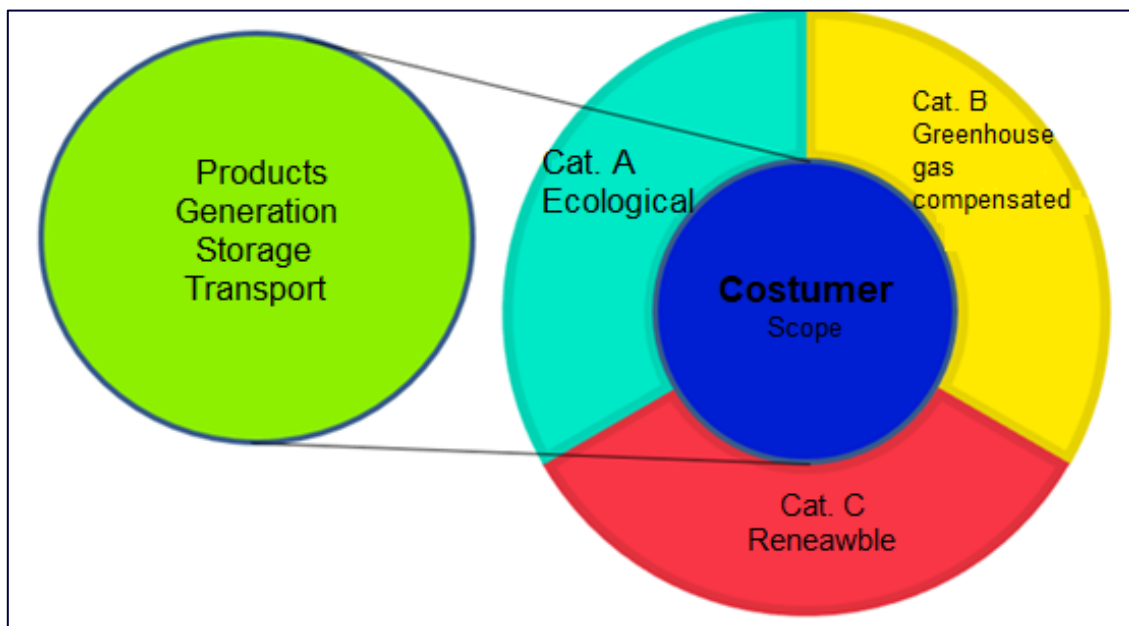 Products
Generation
Storage
Transport
Cat. A
Ecological
Cat. B
Greenhouse
gas
compensated
Costumer
Scope
Cat. C
Reneawble